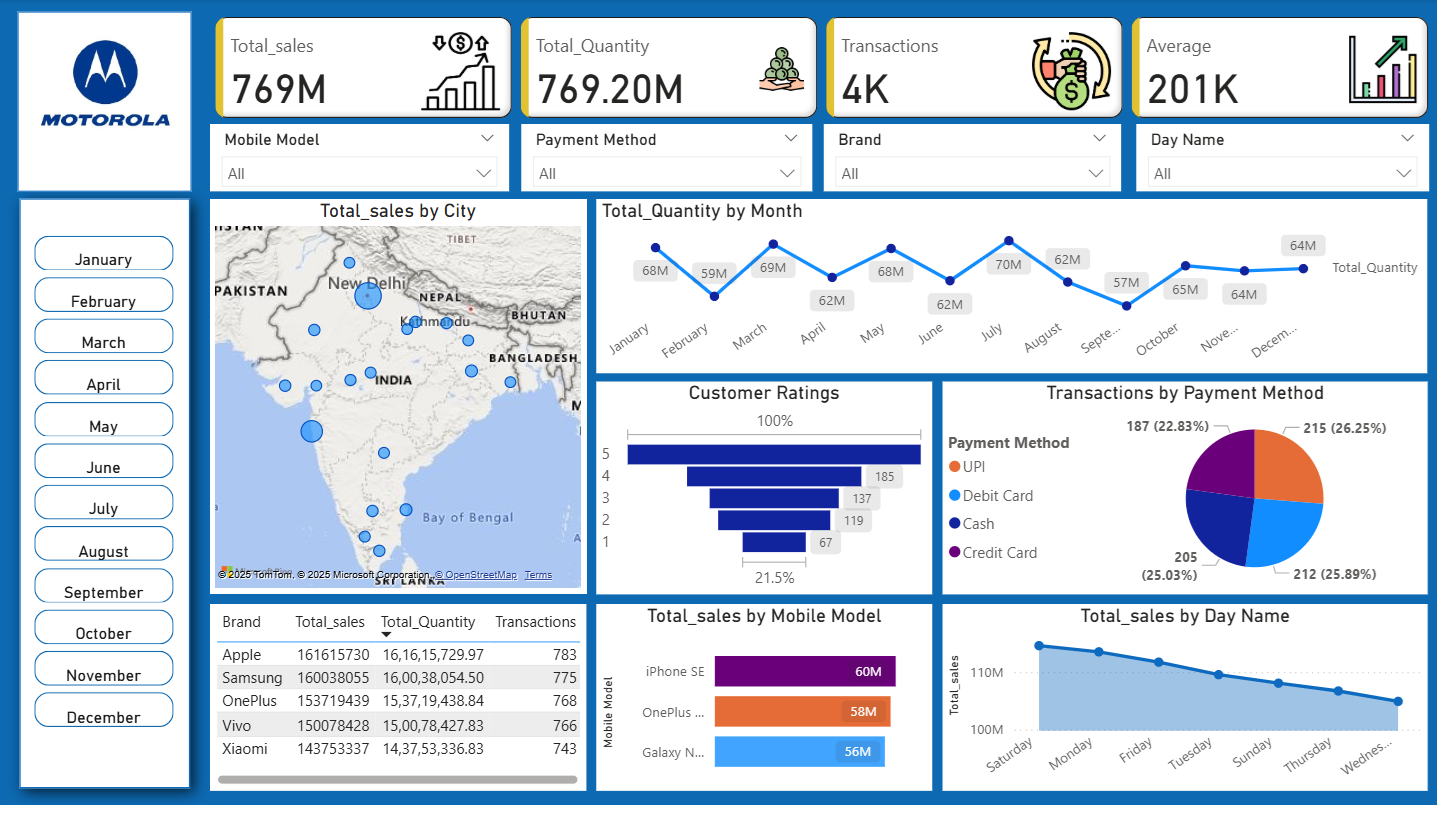 MOTOROLA
Total_sales
769M
Total_Quantity
769.20M
Transactions
4K
Average
201K
Mobile Model
All
Payment Method
All
Brand
All
Day Name
All
January
February
March
April
May
June
July
August
September
October
November
December
Total_sales by City
TIBET
New Delhi
PAKISTAN
NEPAL
Kathmandu
BHUTAN
BANGLADESH
INDIA
Bay of Bengal
SRI LANKA
© 2025 TomTom, © 2025 Microsoft Corporation, © OpenStreetMap Terms
Total_Quantity by Month
68M
59M
69M
62M
68M
62M
70M
62M
57M
65M
64M
64M
Total_Quantity
January
February
March
April
May
June
July
August
Septe...
October
Nove...
Decem...
Customer Ratings
100%
5
4
185
3
137
2
119
1
67
21.5%
Transactions by Payment Method
Payment Method
UPI
Debit Card
Cash
Credit Card
187 (22.83%)
215 (26.25%)
205
(25.03%)
212 (25.89%)
Brand Total_sales Total_Quantity Transactions
Apple 161615730 16,16,15,729.97 783
Samsung 160038055 16,00,38,054.50 775
OnePlus 153719439 15,37,19,438.84 768
Vivo 150078428 15,00,78,427.83 766
Xiaomi 143753337 14,37,53,336.83 743
Total_sales by Mobile Model
Mobile Model
iPhone SE 60M
OnePlus ... 58M
Galaxy N... 56M
Total_sales by Day Name
Total_sales
110M
100M
Saturday
Monday
Friday
Tuesday
Sunday
Thursday
Wednes...